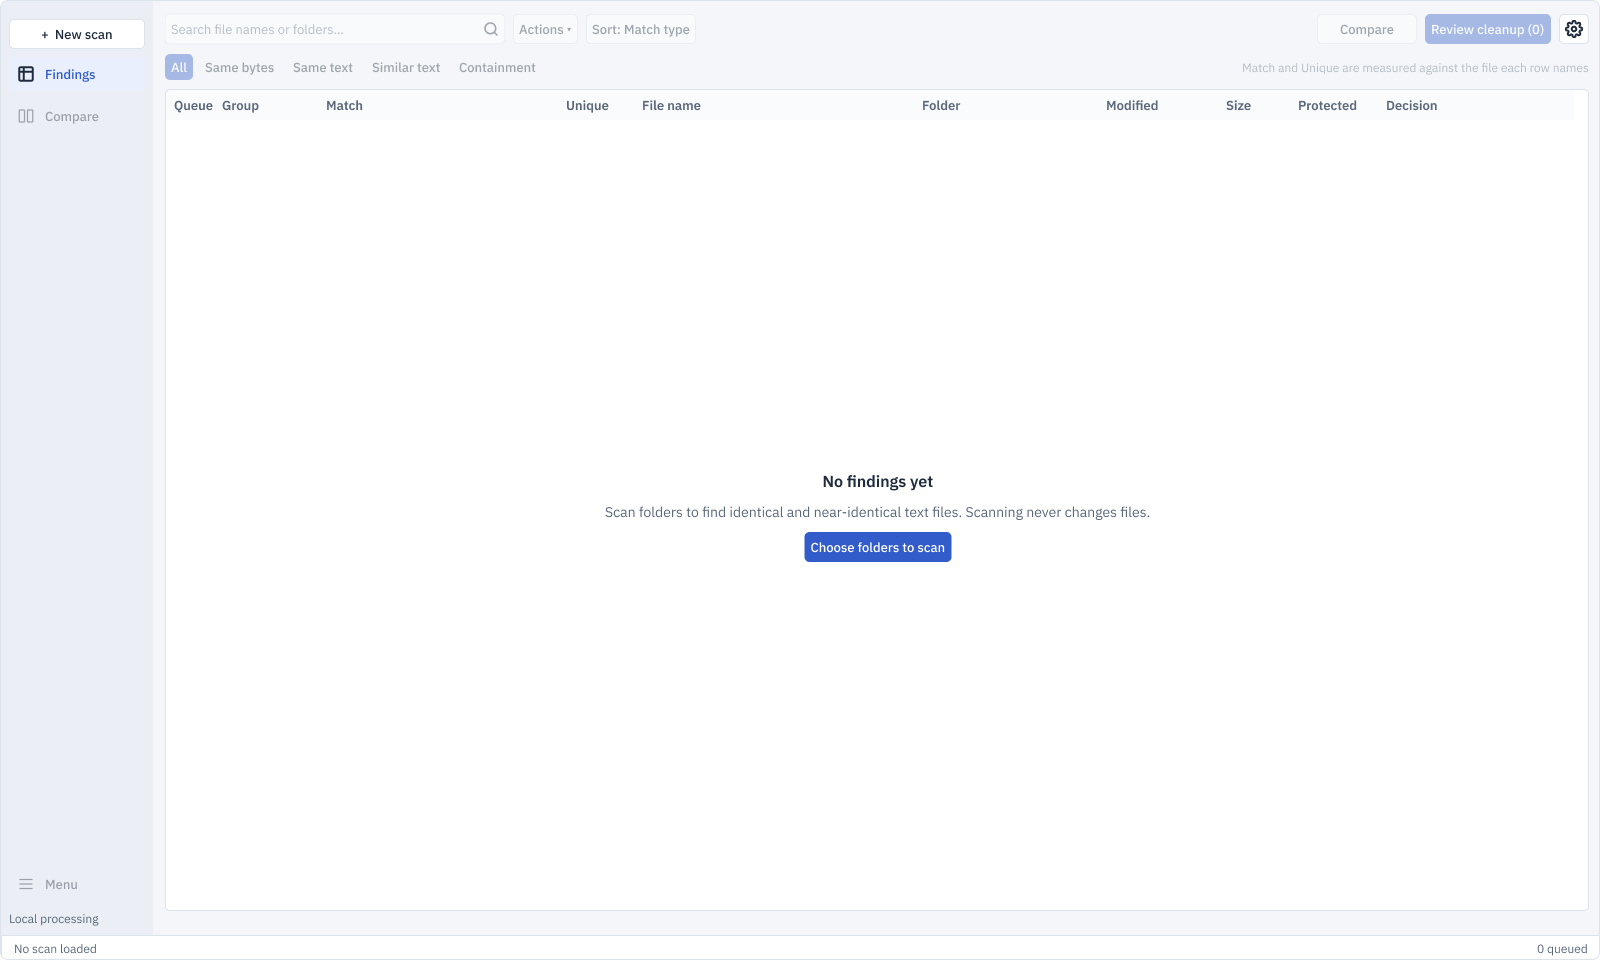 + New scan
Findings
Compare
Search file names or folders...
Actions ▾
Sort: Match type
Compare
Review cleanup (0)
All
Same bytes
Same text
Similar text
Containment
Match and Unique are measured against the file each row names
Queue Group Match Unique File name Folder Modified Size Protected Decision
No findings yet
Scan folders to find identical and near-identical text files. Scanning never changes files.
Choose folders to scan
Menu
Local processing
No scan loaded
0 queued